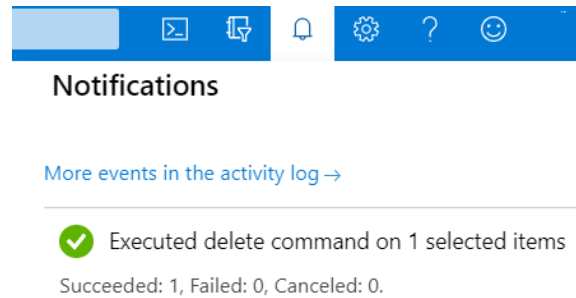 Notifications
More events in the activity log →
Executed delete command on 1 selected items
Succeeded: 1, Failed: 0, Canceled: 0.